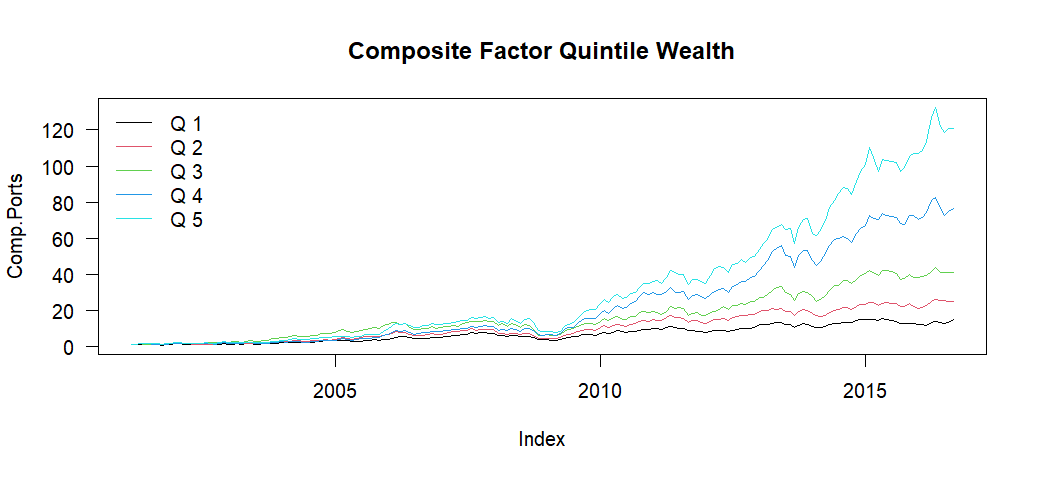 Composite Factor Quintile Wealth
Comp.Ports
120
100
80
60
40
20
0
Q 1
Q 2
Q 3
Q 4
Q 5
2005
2010
2015
Index